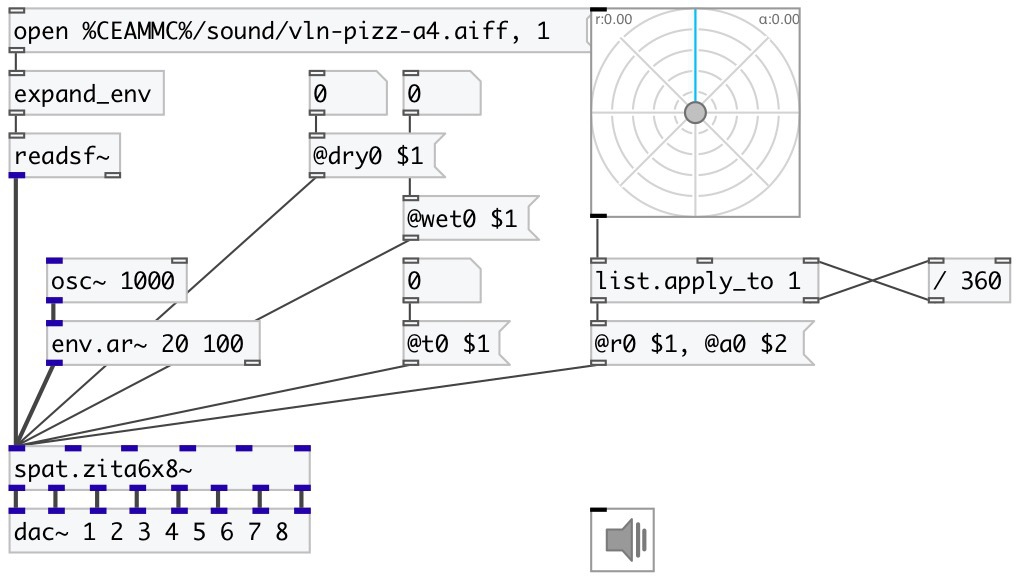 open %CEAMMC%/sound/vln-pizz-a4.aiff, 1
r:0.00
α:0.00
expand_env
0
0
readsf~
@dry0 $1
@wet0 $1
osc~ 1000
0
list.apply_to 1
/ 360
env.ar~ 20 100
@t0 $1
@r0 $1, @a0 $2
spat.zita6x8~
dac~ 1 2 3 4 5 6 7 8